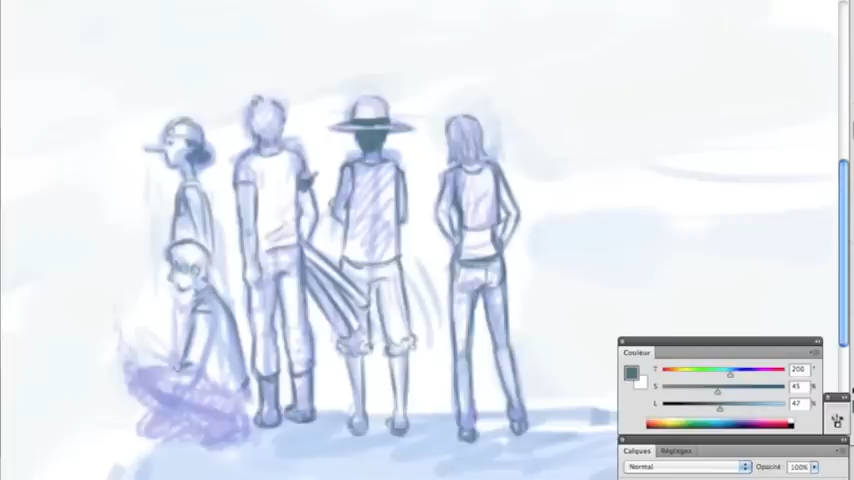 Couleur
T 200 °
S 45 %
L 47 %
Calques Réglages
Normal Opacité : 100%